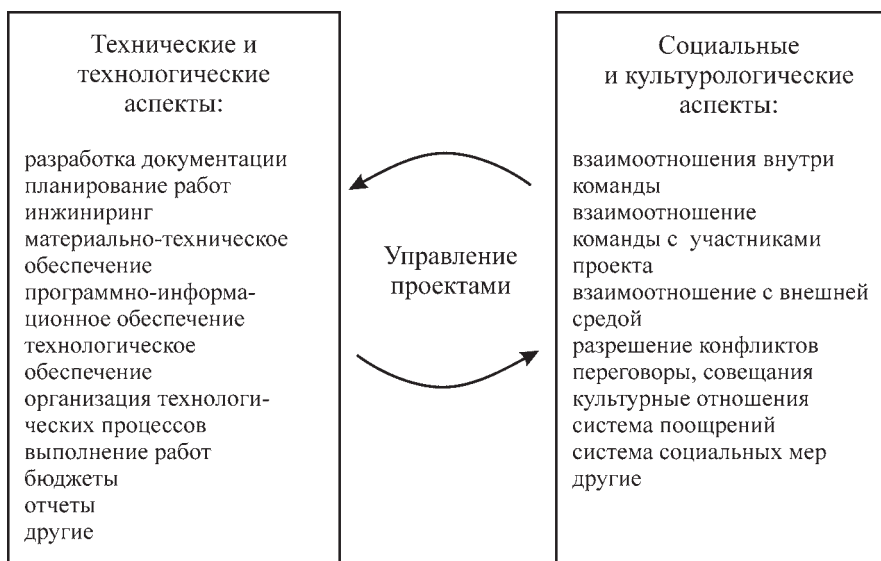 Технические и
технологические
аспекты:
разработка документации
планирование работ
инжиниринг
материально-техническое
обеспечение
программно-информа-
ционное обеспечение
технологическое
обеспечение
организация технологи-
ческих процессов
выполнение работ
бюджеты
отчеты
другие
Управление
проектами
Социальные
и культурологические
аспекты:
взаимоотношения внутри
команды
взаимоотношение
команды с участниками
проекта
взаимоотношение с внешней
средой
разрешение конфликтов
переговоры, совещания
культурные отношения
система поощрений
система социальных мер
другие